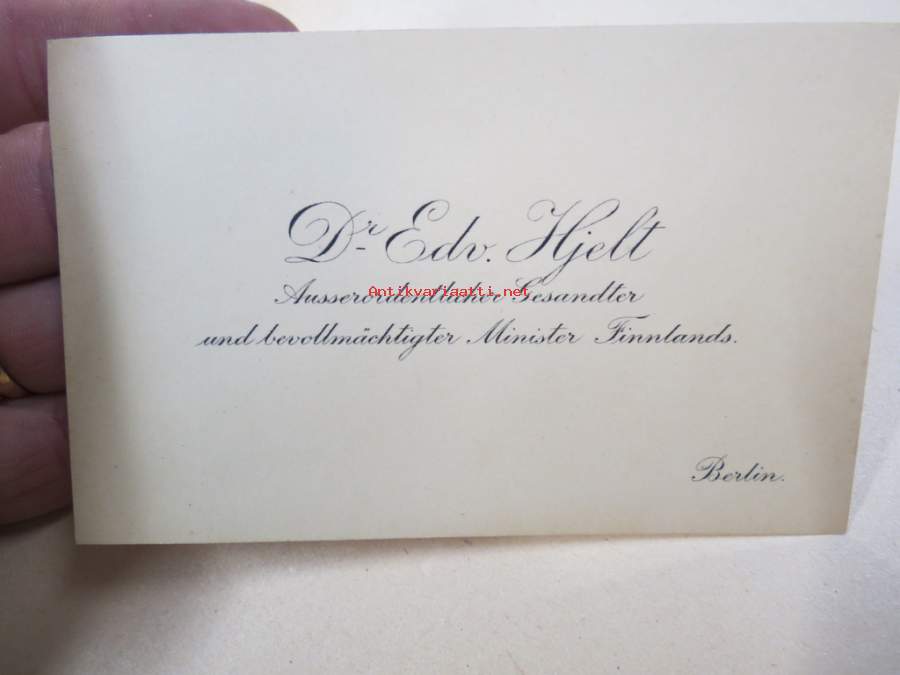 Dr Edv. Hjelt
Ausserordentlicher Gesandter
Antikvariaatti.net
und bevollmächtigter Minister Finnlands.
Berlin.